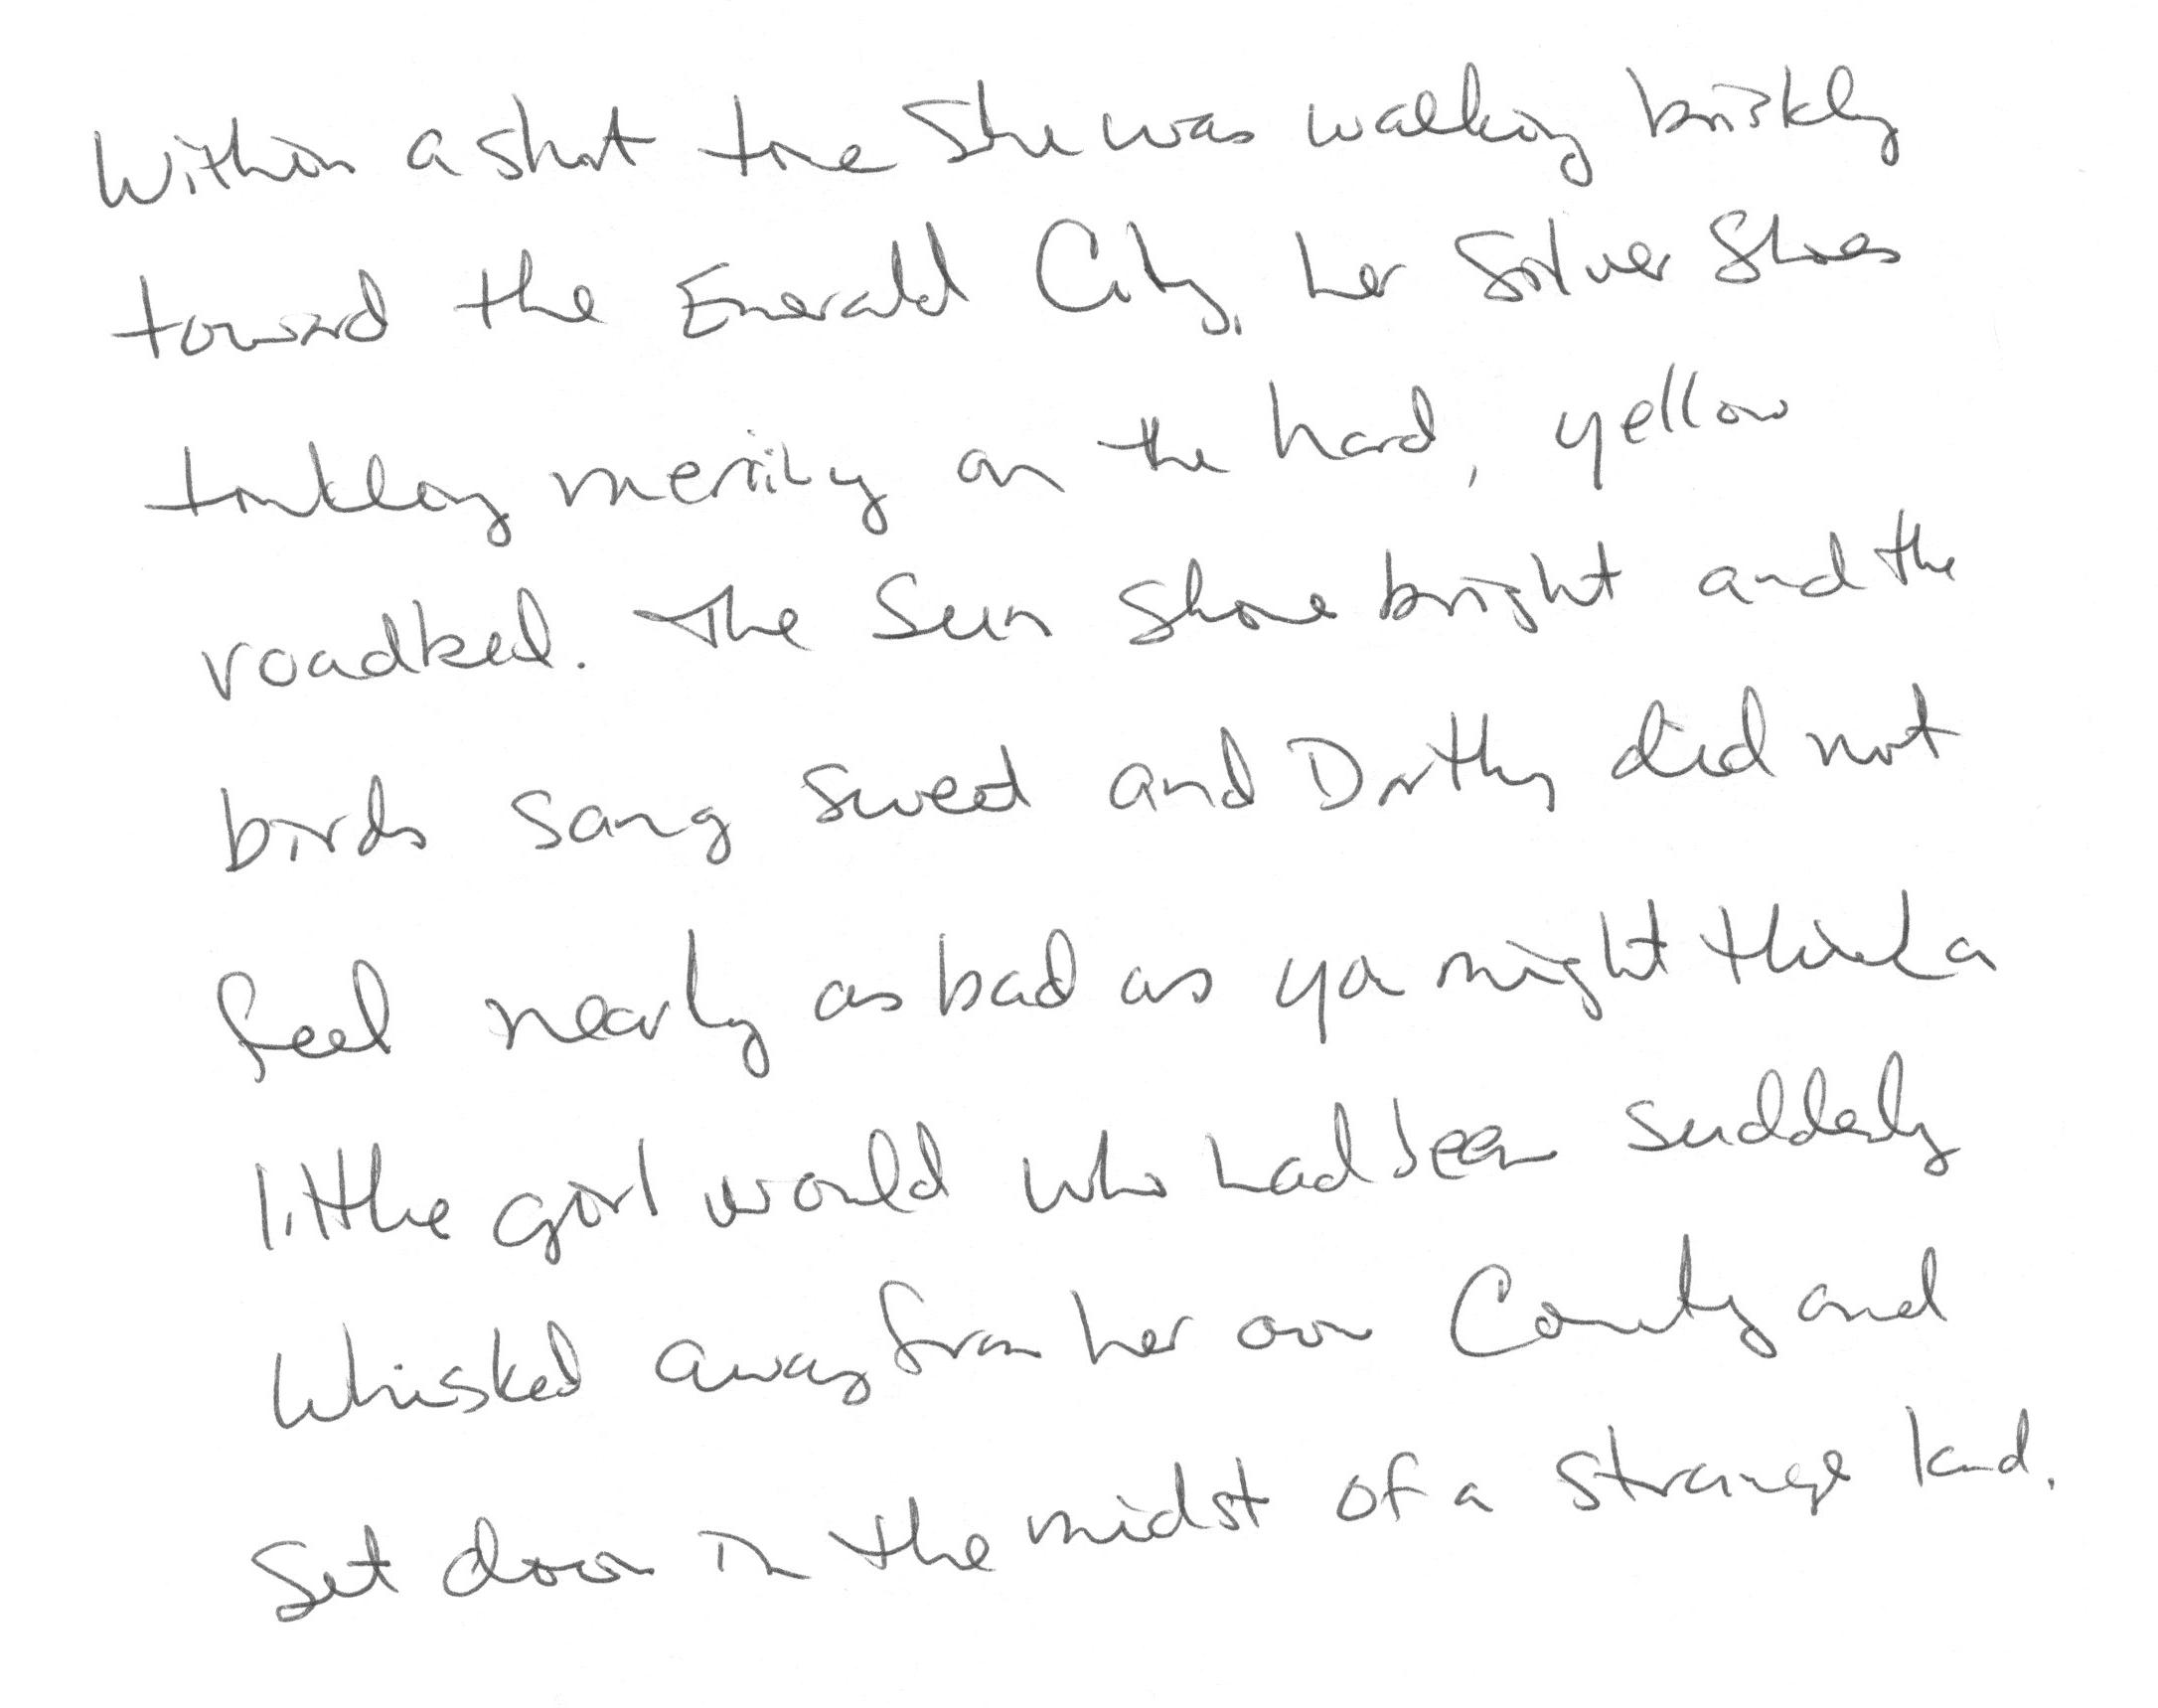 Within a short time She was walking briskly
toward the Emerald City, her Silver Shoes
tinkling merrily on the hard, yellow
roadbed. The Sun Shone bright and the
birds sang sweet and Dorothy did not
feel nearly as bad as you might think a
little girl would who had been suddenly
whisked away from her own Country and
Set down in the midst of a strange land.